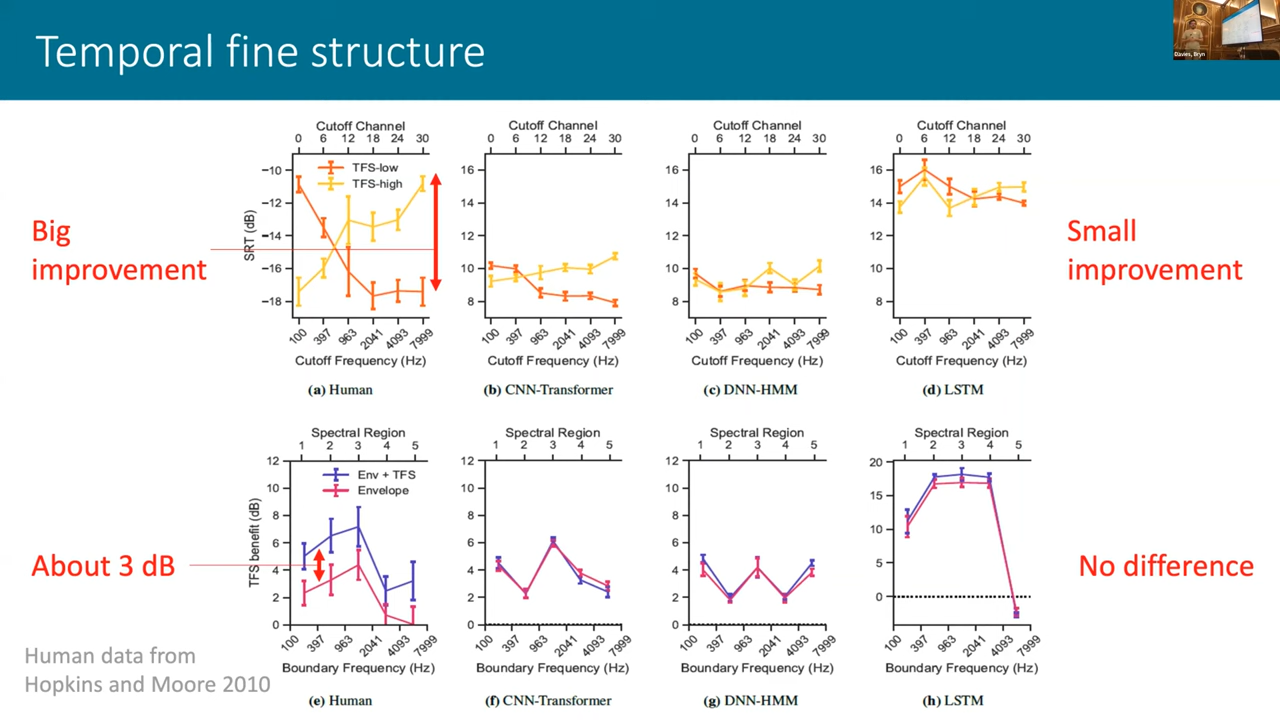 Temporal fine structure
Davies, Bryn
Cutoff Channel
0 6 12 18 24 30
TFS-low
TFS-high
SRT (dB)
−10
−12
−14
−16
−18
100 397 963 2041 4093 7999
Cutoff Frequency (Hz)
(a) Human
Cutoff Channel
0 6 12 18 24 30
16
14
12
10
8
100 397 963 2041 4093 7999
Cutoff Frequency (Hz)
(b) CNN-Transformer
Cutoff Channel
0 6 12 18 24 30
16
14
12
10
8
100 397 963 2041 4093 7999
Cutoff Frequency (Hz)
(c) DNN-HMM
Cutoff Channel
0 6 12 18 24 30
16
14
12
10
8
100 397 963 2041 4093 7999
Cutoff Frequency (Hz)
(d) LSTM
Big
improvement
Small
improvement
Spectral Region
1 2 3 4 5
Env + TFS
Envelope
TFS benefit (dB)
12
10
8
6
4
2
0
100 397 963 2041 4093 7999
Boundary Frequency (Hz)
(e) Human
Spectral Region
1 2 3 4 5
12
10
8
6
4
2
0
100 397 963 2041 4093 7999
Boundary Frequency (Hz)
(f) CNN-Transformer
Spectral Region
1 2 3 4 5
12
10
8
6
4
2
0
100 397 963 2041 4093 7999
Boundary Frequency (Hz)
(g) DNN-HMM
Spectral Region
1 2 3 4 5
20
15
10
5
0
100 397 963 2041 4093 7999
Boundary Frequency (Hz)
(h) LSTM
About 3 dB
No difference
Human data from
Hopkins and Moore 2010